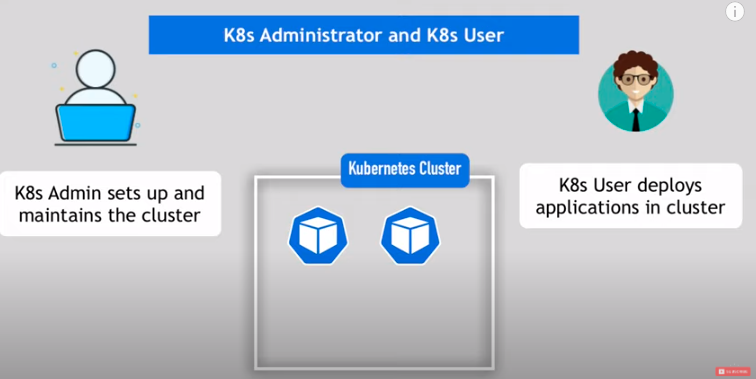 K8s Administrator and K8s User
K8s Admin sets up and
maintains the cluster
Kubernetes Cluster
K8s User deploys
applications in cluster
SUBSCRIBE